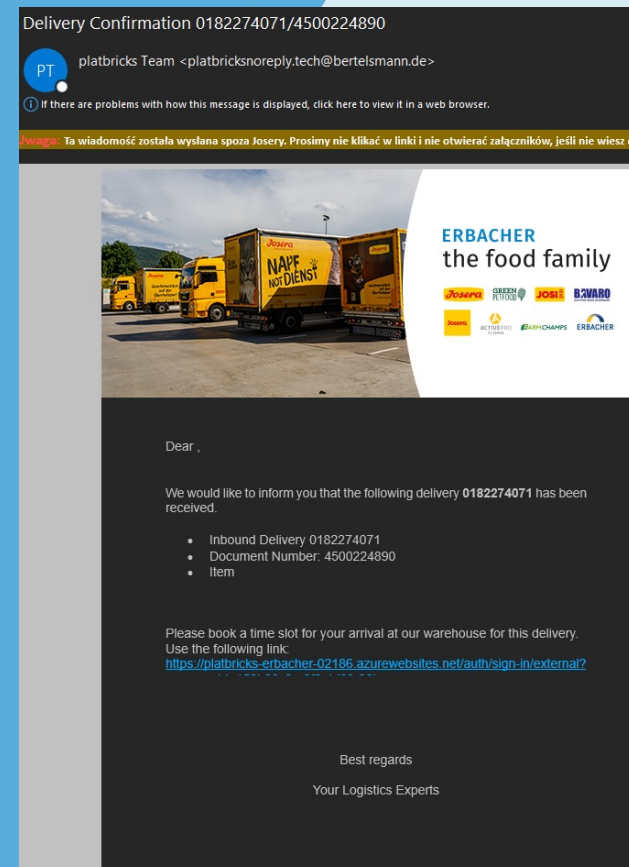 Delivery Confirmation 0182274071/4500224890
PT
platbricks Team <platbricksnoreply.tech@bertelsmann.de>
If there are problems with how this message is displayed, click here to view it in a web browser.
Uwaga: Ta wiadomość została wysłana spoza Josery. Prosimy nie klikać w linki i nie otwierać załączników, jeśli nie wiesz
Josera
NAPF
NOT DIENST
ERBACHER
the food family
Josera GREEN PETFOOD JOSI BAVARO
Josera ACTIVEPRO FARMCHAMPS ERBACHER
Dear ,
We would like to inform you that the following delivery 0182274071 has been
received.
Inbound Delivery 0182274071
Document Number: 4500224890
Item
Please book a time slot for your arrival at our warehouse for this delivery.
Use the following link:
https://platbricks-erbacher-02186.azurewebsites.net/auth/sign-in/external?
Best regards
Your Logistics Experts